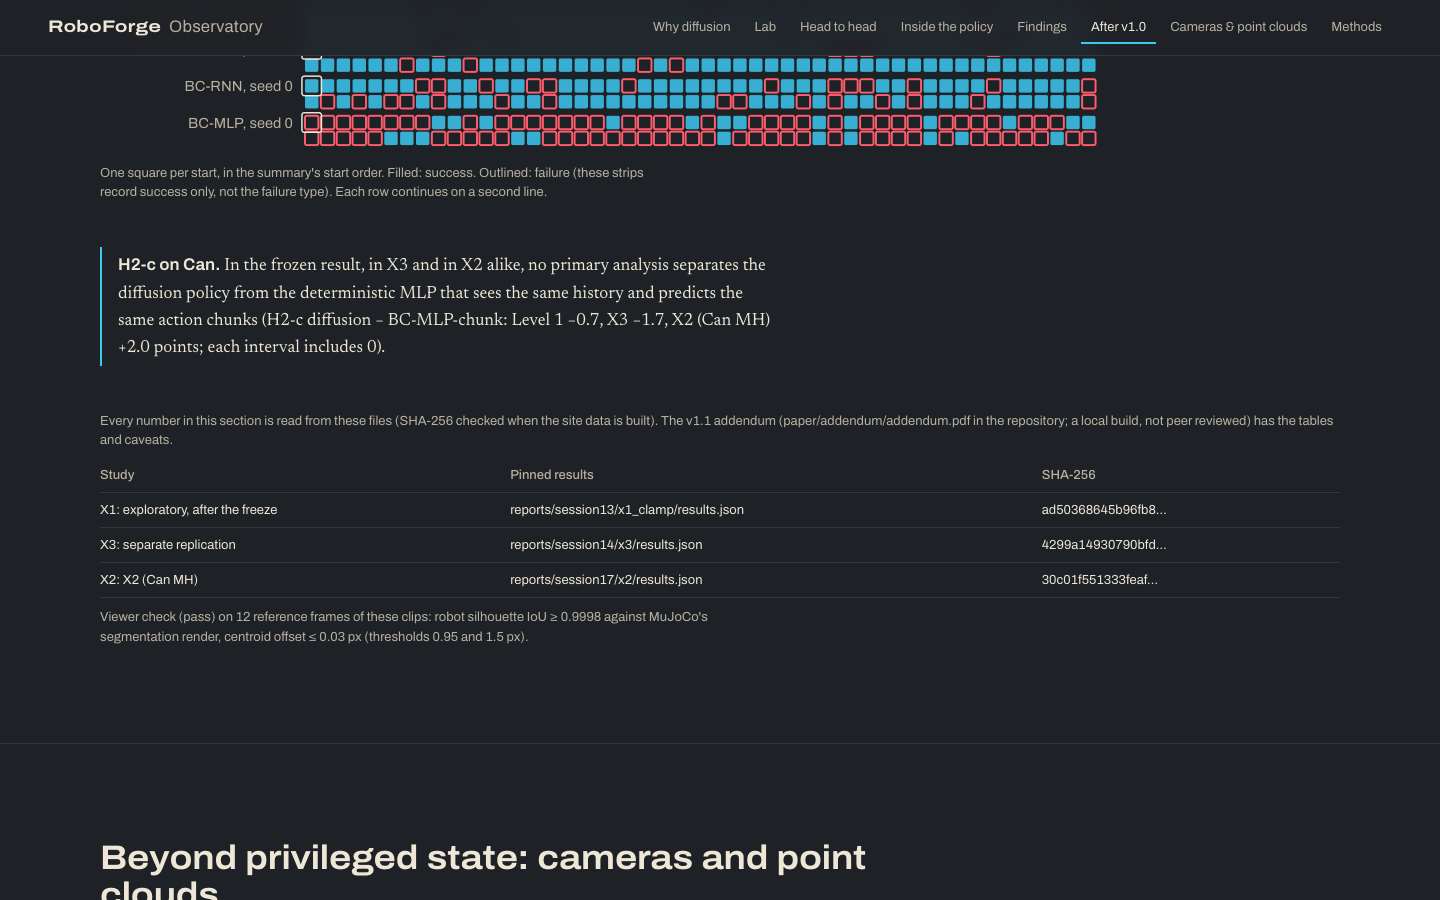 RoboForge Observatory
Why diffusion
Lab
Head to head
Inside the policy
Findings
After v1.0
Cameras & point clouds
Methods
BC-RNN, seed 0
BC-MLP, seed 0
One square per start, in the summary's start order. Filled: success. Outlined: failure (these strips
record success only, not the failure type). Each row continues on a second line.
H2-c on Can. In the frozen result, in X3 and in X2 alike, no primary analysis separates the
diffusion policy from the deterministic MLP that sees the same history and predicts the
same action chunks (H2-c diffusion − BC-MLP-chunk: Level 1 −0.7, X3 −1.7, X2 (Can MH)
+2.0 points; each interval includes 0).
Every number in this section is read from these files (SHA-256 checked when the site data is built). The v1.1 addendum (paper/addendum/addendum.pdf in the repository; a local build, not peer reviewed) has the tables
and caveats.
Study Pinned results SHA-256
X1: exploratory, after the freeze reports/session13/x1_clamp/results.json ad50368645b96fb8…
X3: separate replication reports/session14/x3/results.json 4299a14930790bfd…
X2: X2 (Can MH) reports/session17/x2/results.json 30c01f551333feaf…
Viewer check (pass) on 12 reference frames of these clips: robot silhouette IoU ≥ 0.9998 against MuJoCo's
segmentation render, centroid offset ≤ 0.03 px (thresholds 0.95 and 1.5 px).
Beyond privileged state: cameras and point
clouds